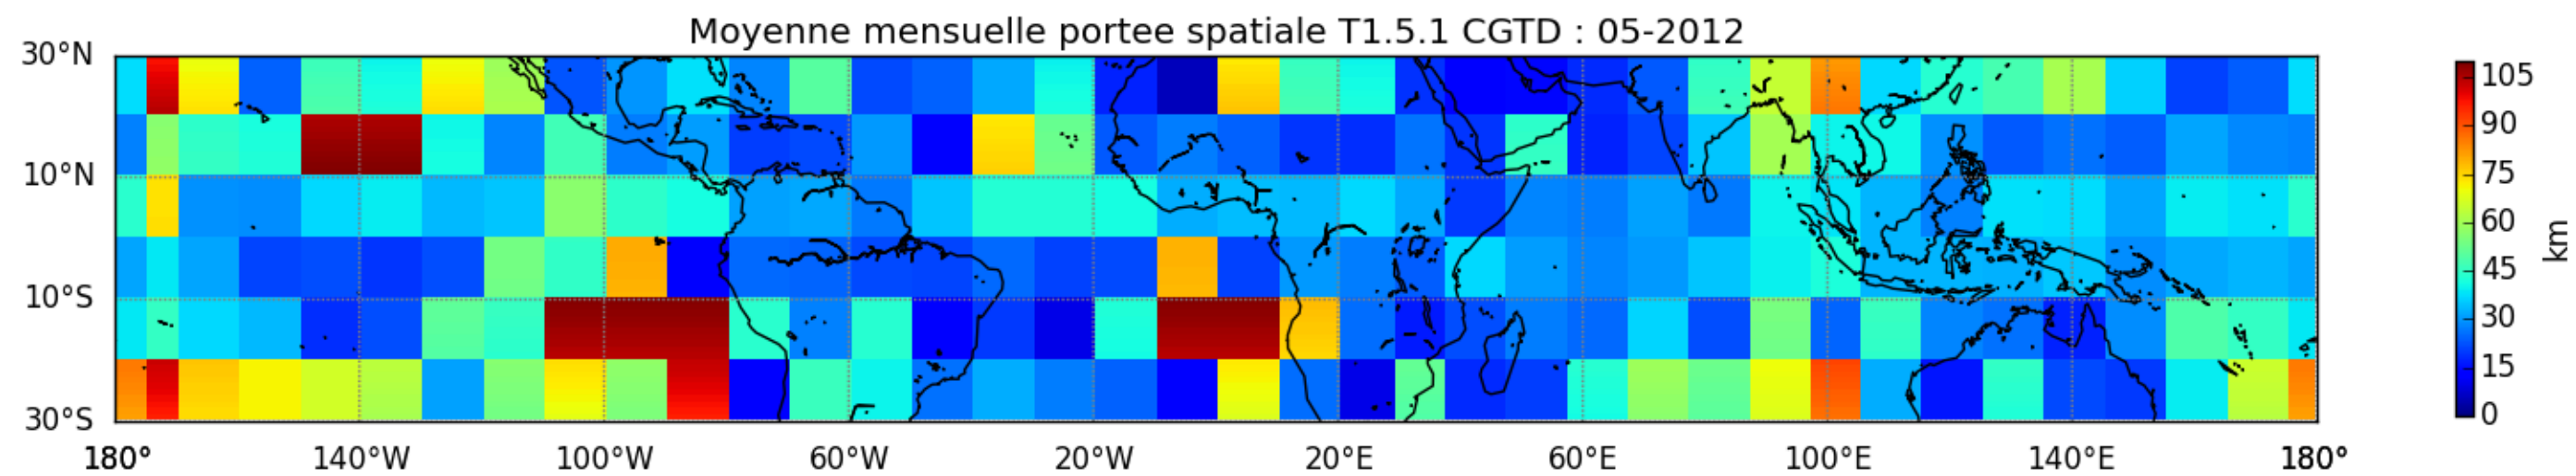 Moyenne mensuelle portee spatiale T1.5.1 CGTD : 05-2012
30°N
10°N
10°S
30°S
180° 140°W 100°W 60°W 20°W 20°E 60°E 100°E 140°E 180°
105
90
75
60
45
30
15
0
km